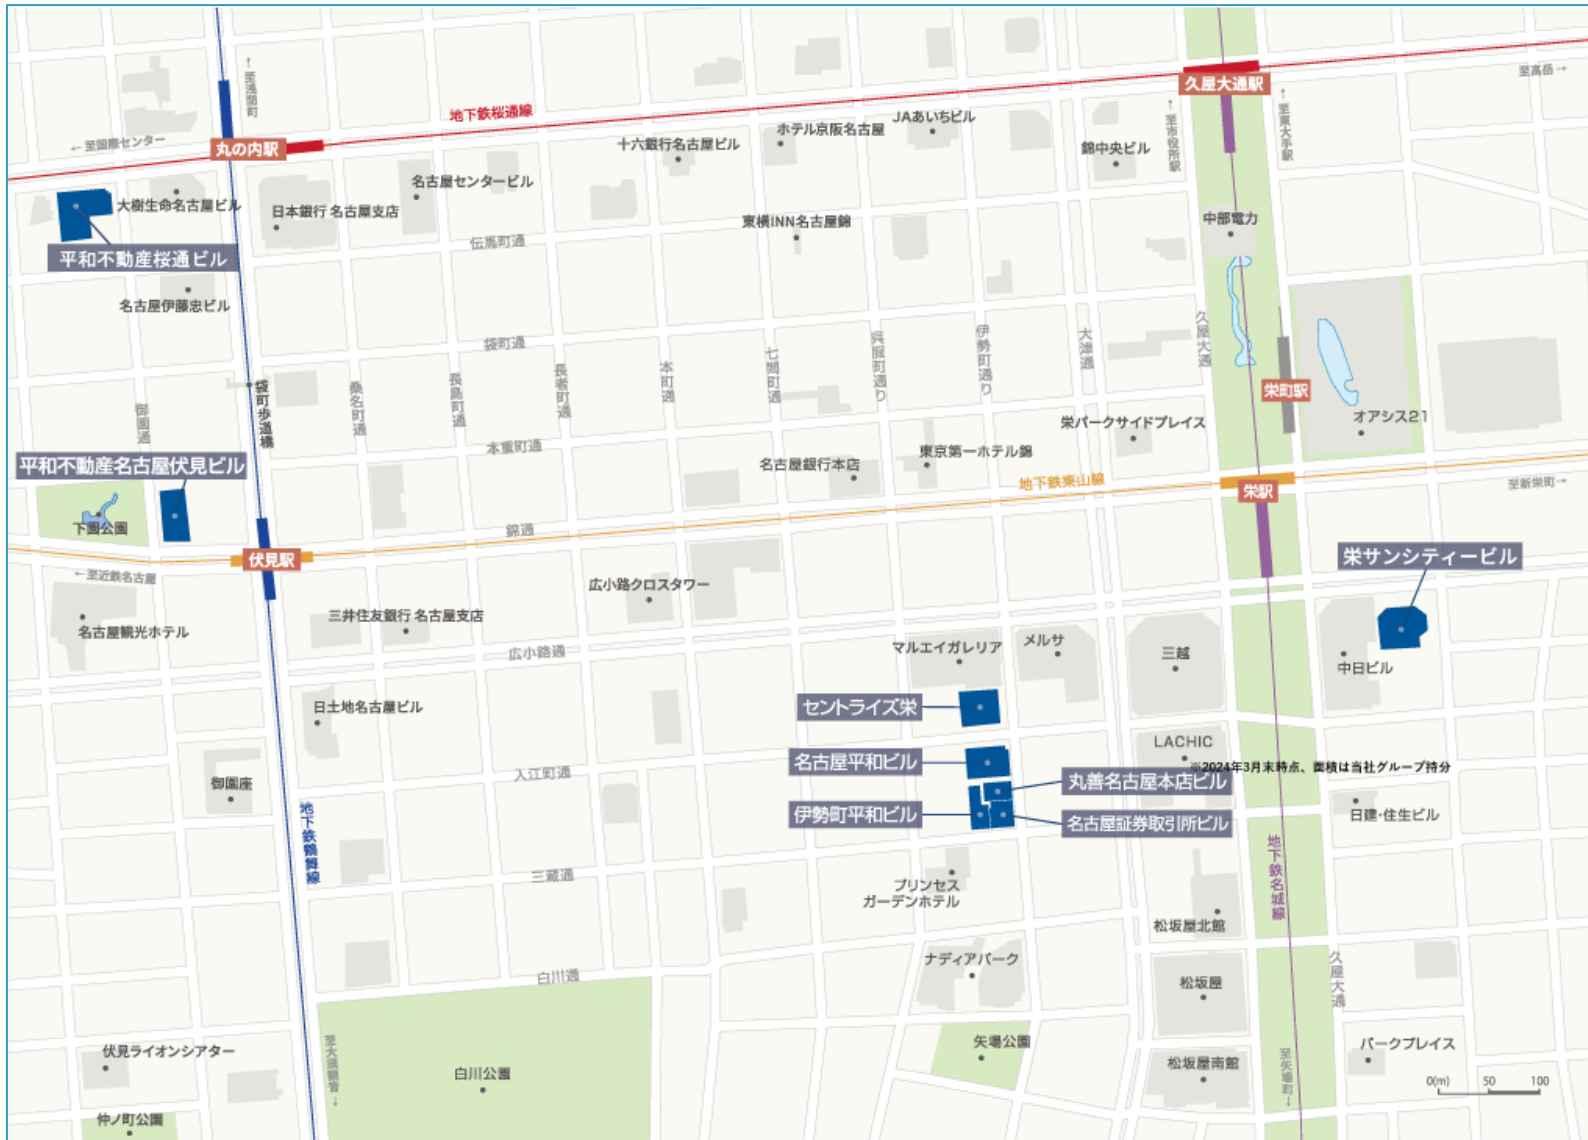 久屋大通駅
至高岳→
←至浅間町
地下鉄桜通線
←至市役所駅
←至東大手駅
←至国際センター
丸の内駅
十六銀行名古屋ビル
ホテル京阪名古屋
JAあいちビル
錦中央ビル
名古屋センタービル
大樹生命名古屋ビル
日本銀行 名古屋支店
東横INN名古屋錦
中部電力
伝馬町通
平和不動産桜通ビル
名古屋伊藤忠ビル
袋町通
桑名町通
長島町通
長者町通
本町通
七間町通
呉服町通り
伊勢町通り
大津通
久屋大通
栄町駅
袋町歩道橋
御園通
オアシス21
栄パークサイドプレイス
本重町通
東京第一ホテル錦
名古屋銀行本店
平和不動産名古屋伏見ビル
地下鉄東山線
栄駅
至新栄町→
下園公園
錦通
伏見駅
栄サンシティービル
←至近鉄名古屋
広小路クロスタワー
三井住友銀行 名古屋支店
名古屋観光ホテル
広小路通
マルエイガレリア
メルサ
三越
中日ビル
セントライズ栄
日土地名古屋ビル
LACHIC
名古屋平和ビル
※2024年3月末時点、面積は当社グループ持分
入江町通
丸善名古屋本店ビル
御園座
伊勢町平和ビル
名古屋証券取引所ビル
日建・住生ビル
地下鉄鶴舞線
地下鉄名城線
三蔵通
プリンセス
ガーデンホテル
松坂屋北館
ナディアパーク
白川通
松坂屋
久屋大通
矢場公園
伏見ライオンシアター
至大須観音→
白川公園
松坂屋南館
至矢場町→
パークプレイス
0(m) 50 100
仲ノ町公園